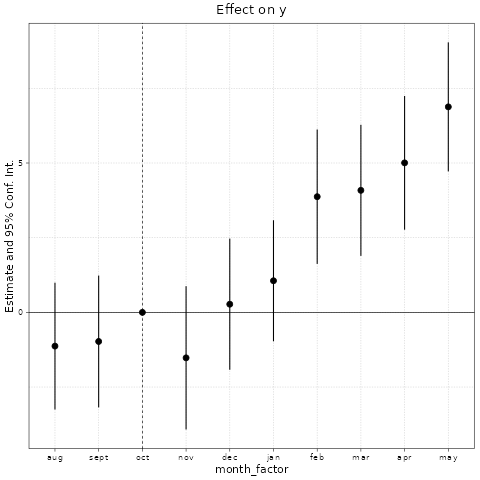 Effect on y
Estimate and 95% Conf. Int.
5
0
aug sept oct nov dec jan feb mar apr may
month_factor